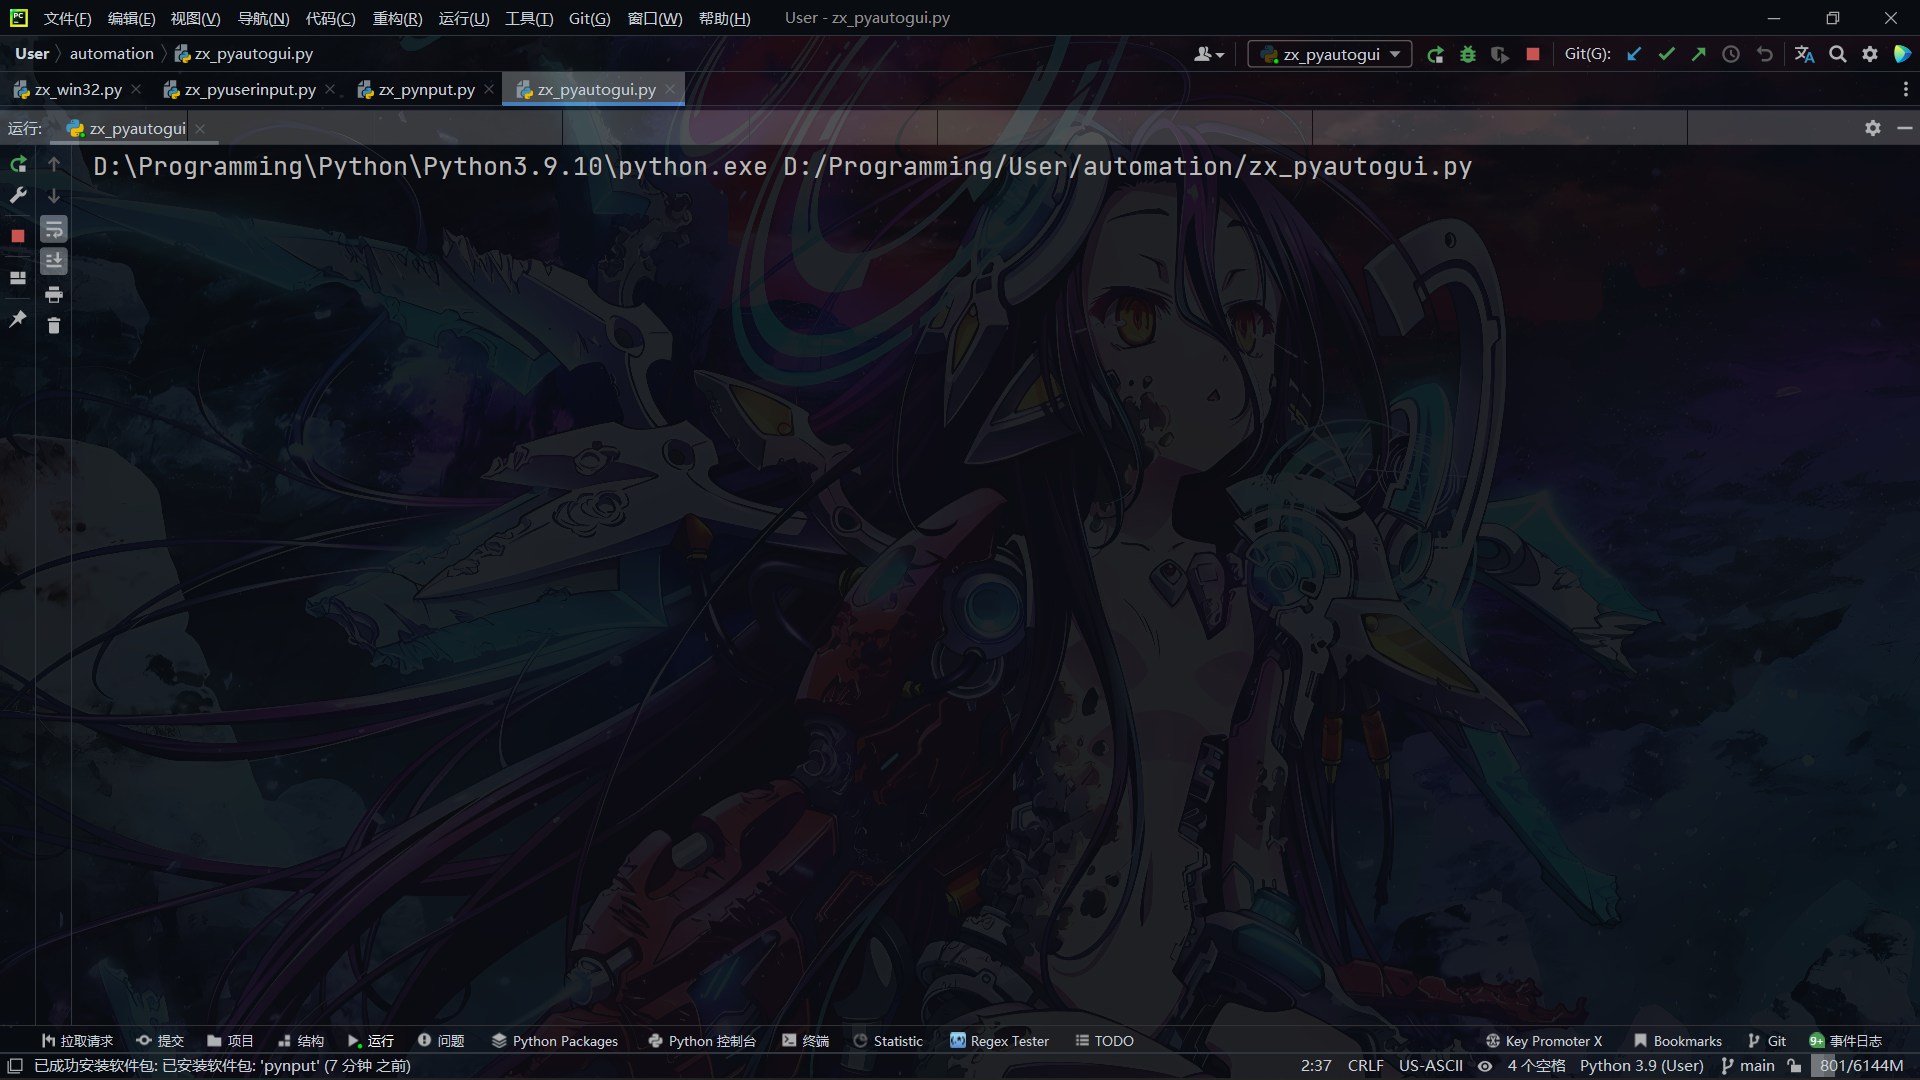 文件(F) 编辑(E) 视图(V) 导航(N) 代码(C) 重构(R) 运行(U) 工具(T) Git(G) 窗口(W) 帮助(H) User - zx_pyautogui.py
User automation zx_pyautogui.py zx_pyautogui Git(G):
zx_win32.py zx_pyuserinput.py zx_pynput.py zx_pyautogui.py
运行: zx_pyautogui
D:\Programming\Python\Python3.9.10\python.exe D:/Programming/User/automation/zx_pyautogui.py
拉取请求 提交 项目 结构 运行 问题 Python Packages Python 控制台 终端 Statistic Regex Tester TODO Key Promoter X Bookmarks Git 9+ 事件日志
已成功安装软件包: 已安装软件包: 'pynput' (7 分钟 之前) 2:37 CRLF US-ASCII 4 个空格 Python 3.9 (User) main 801/6144M